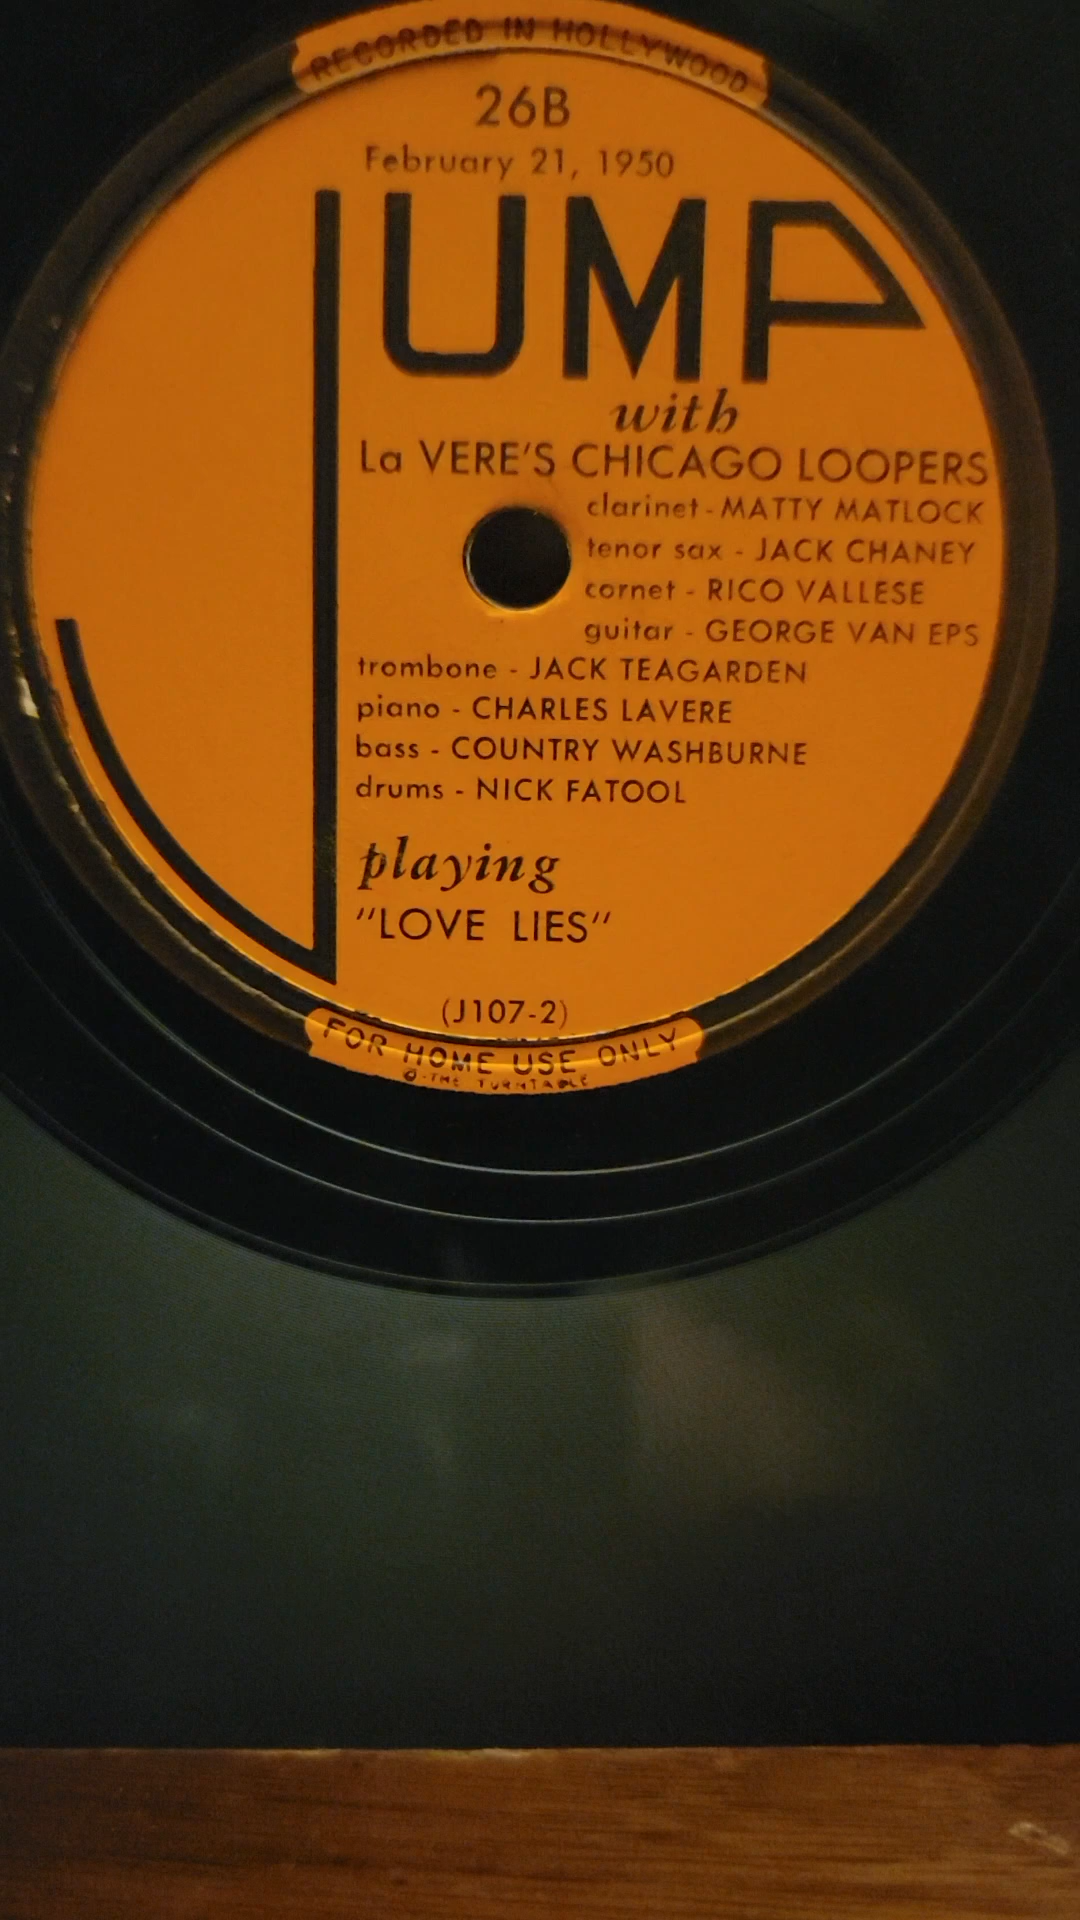 RECORDED IN HOLLYWOOD
26B
February 21, 1950
JUMP
with
La VERE'S CHICAGO LOOPERS
clarinet - MATTY MATLOCK
tenor sax - JACK CHANEY
cornet - RICO VALLESE
guitar - GEORGE VAN EPS
trombone - JACK TEAGARDEN
piano - CHARLES LAVERE
bass - COUNTRY WASHBURNE
drums - NICK FATOOL
playing
"LOVE LIES"
(J107-2)
FOR HOME USE ONLY
©-THE TURNTABLE